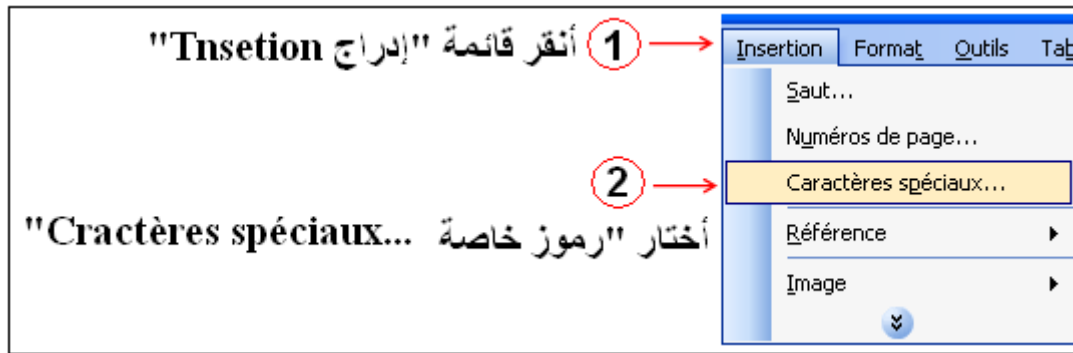 أنقر قائمة "إدراج Tnsetion" 1
Insertion Format Outils Tab
Saut...
Numéros de page...
2
Caractères spéciaux...
أختار "رموز خاصة Cractères spéciaux..."
Référence
Image